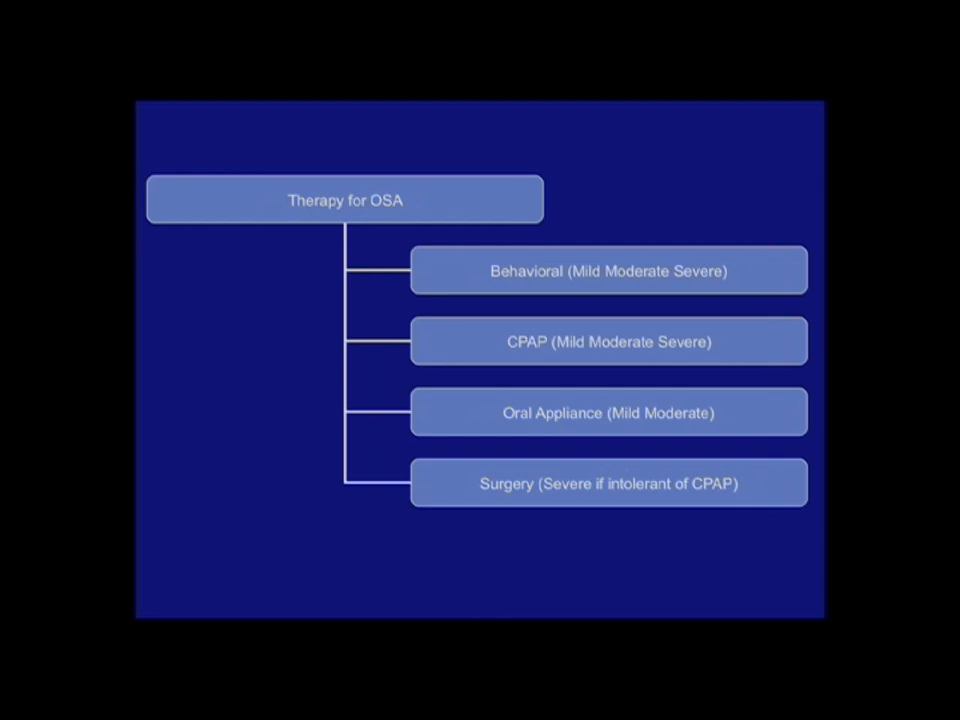 Therapy for OSA
Behavioral (Mild Moderate Severe)
CPAP (Mild Moderate Severe)
Oral Appliance (Mild Moderate)
Surgery (Severe if intolerant of CPAP)